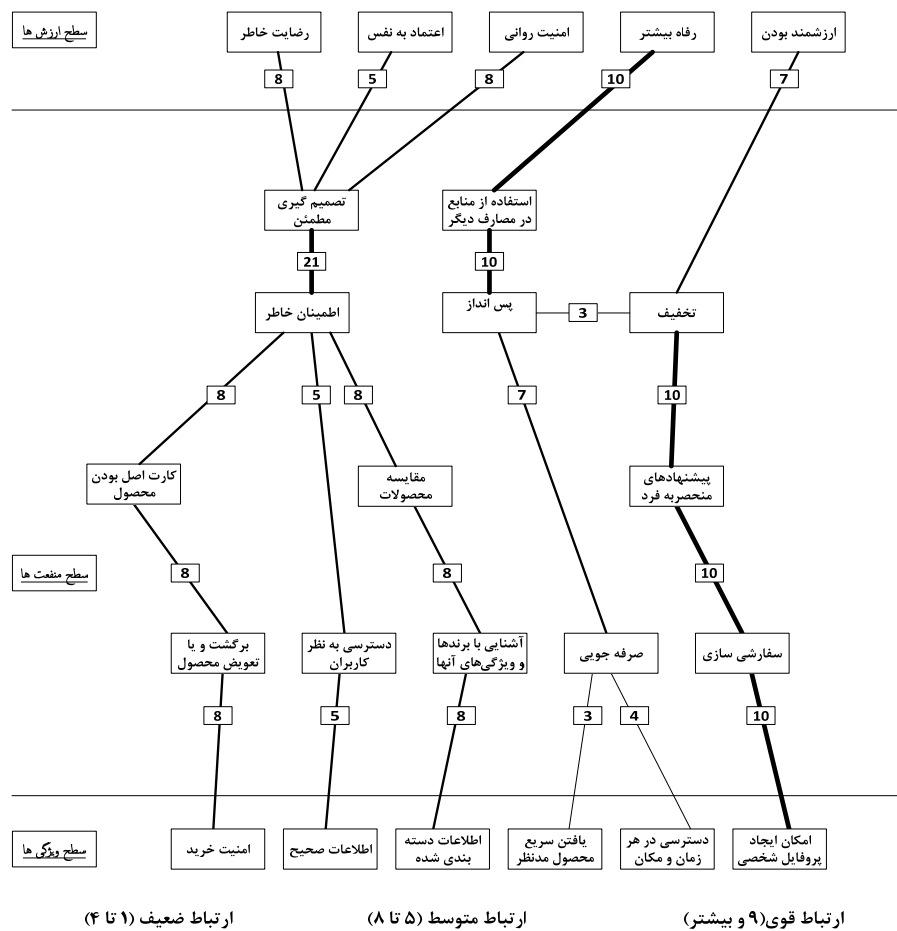 سطح ارزش ها
رضایت خاطر
اعتماد به نفس
امنیت روانی
رفاه بیشتر
ارزشمند بودن
8
5
8
10
7
تصمیم گیری
مطمئن
استفاده از منابع
در مصارف دیگر
21
10
اطمینان خاطر
پس انداز
3
تخفیف
8
5
8
7
10
کارت اصل بودن
محصول
مقایسه
محصولات
پیشنهادهای
منحصربه فرد
سطح منفعت ها
8
8
10
برگشت و یا
تعویض محصول
دسترسی به نظر
کاربران
آشنایی با برندها
و ویژگی‌های آنها
صرفه جویی
سفارشی سازی
8
5
8
3
4
10
سطح ویژگی ها
امنیت خرید
اطلاعات صحیح
اطلاعات دسته
بندی شده
یافتن سریع
محصول مدنظر
دسترسی در هر
زمان و مکان
امکان ایجاد
پروفایل شخصی
ارتباط قوی(۹ و بیشتر)
ارتباط متوسط (۵ تا ۸)
ارتباط ضعیف (۱ تا ۴)